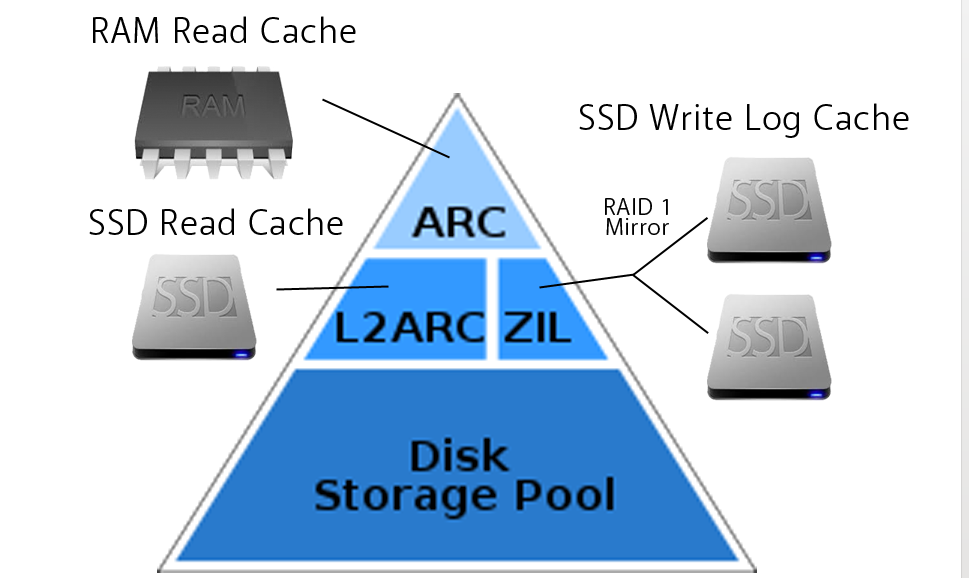 RAM Read Cache
RAM
SSD Write Log Cache
SSD
RAID 1
Mirror
SSD Read Cache
SSD
SSD
ARC
L2ARC
ZIL
Disk
Storage Pool